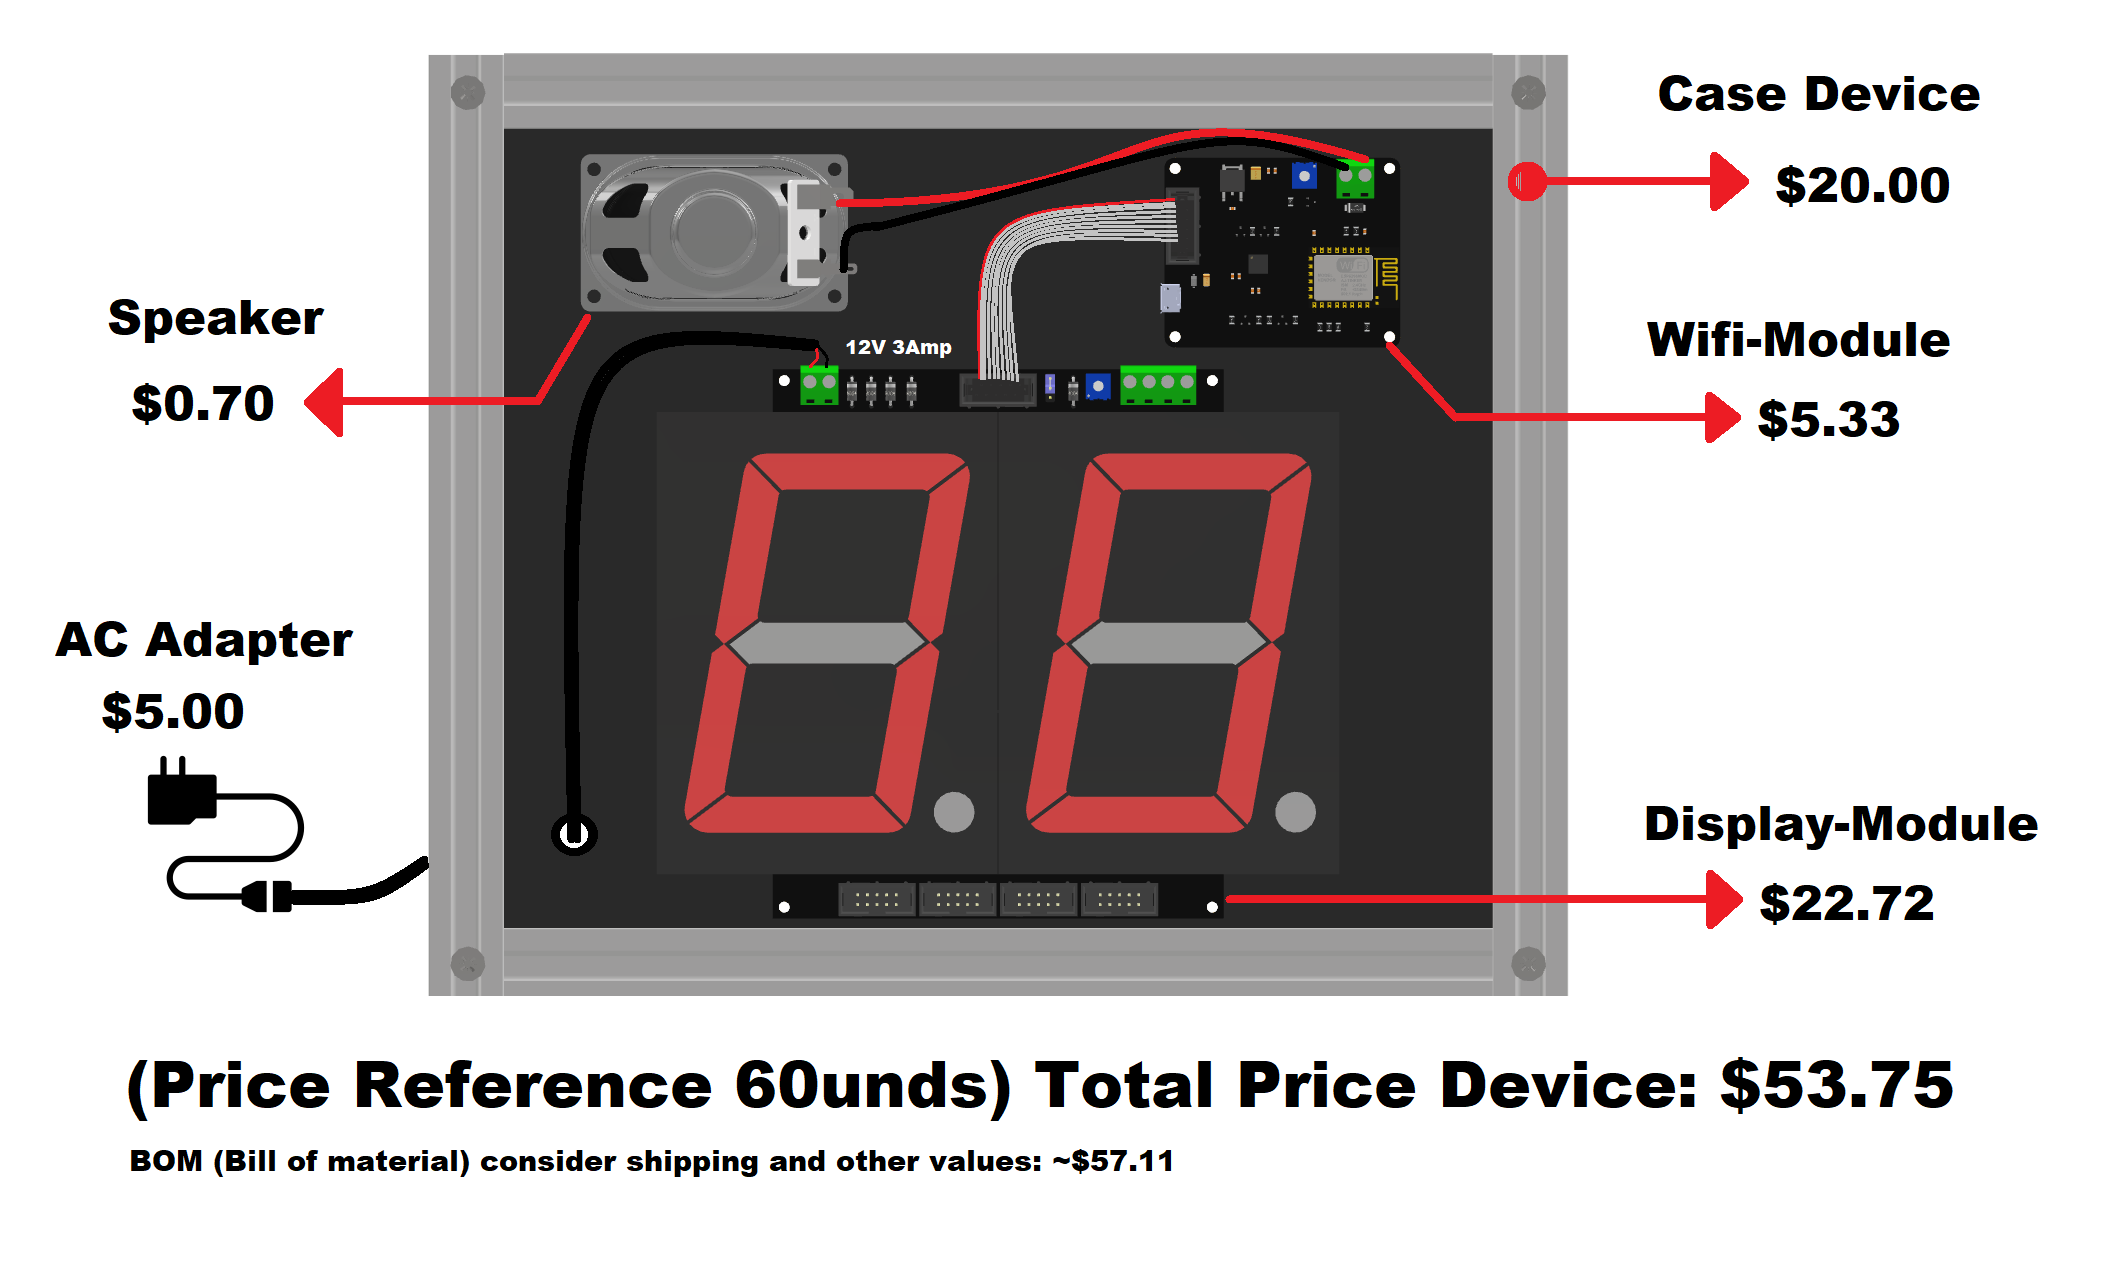 Case Device
$20.00
Speaker
$0.70
12V 3Amp
Wifi-Module
$5.33
AC Adapter
$5.00
Display-Module
$22.72
(Price Reference 60unds) Total Price Device: $53.75
BOM (Bill of material) consider shipping and other values: ~$57.11